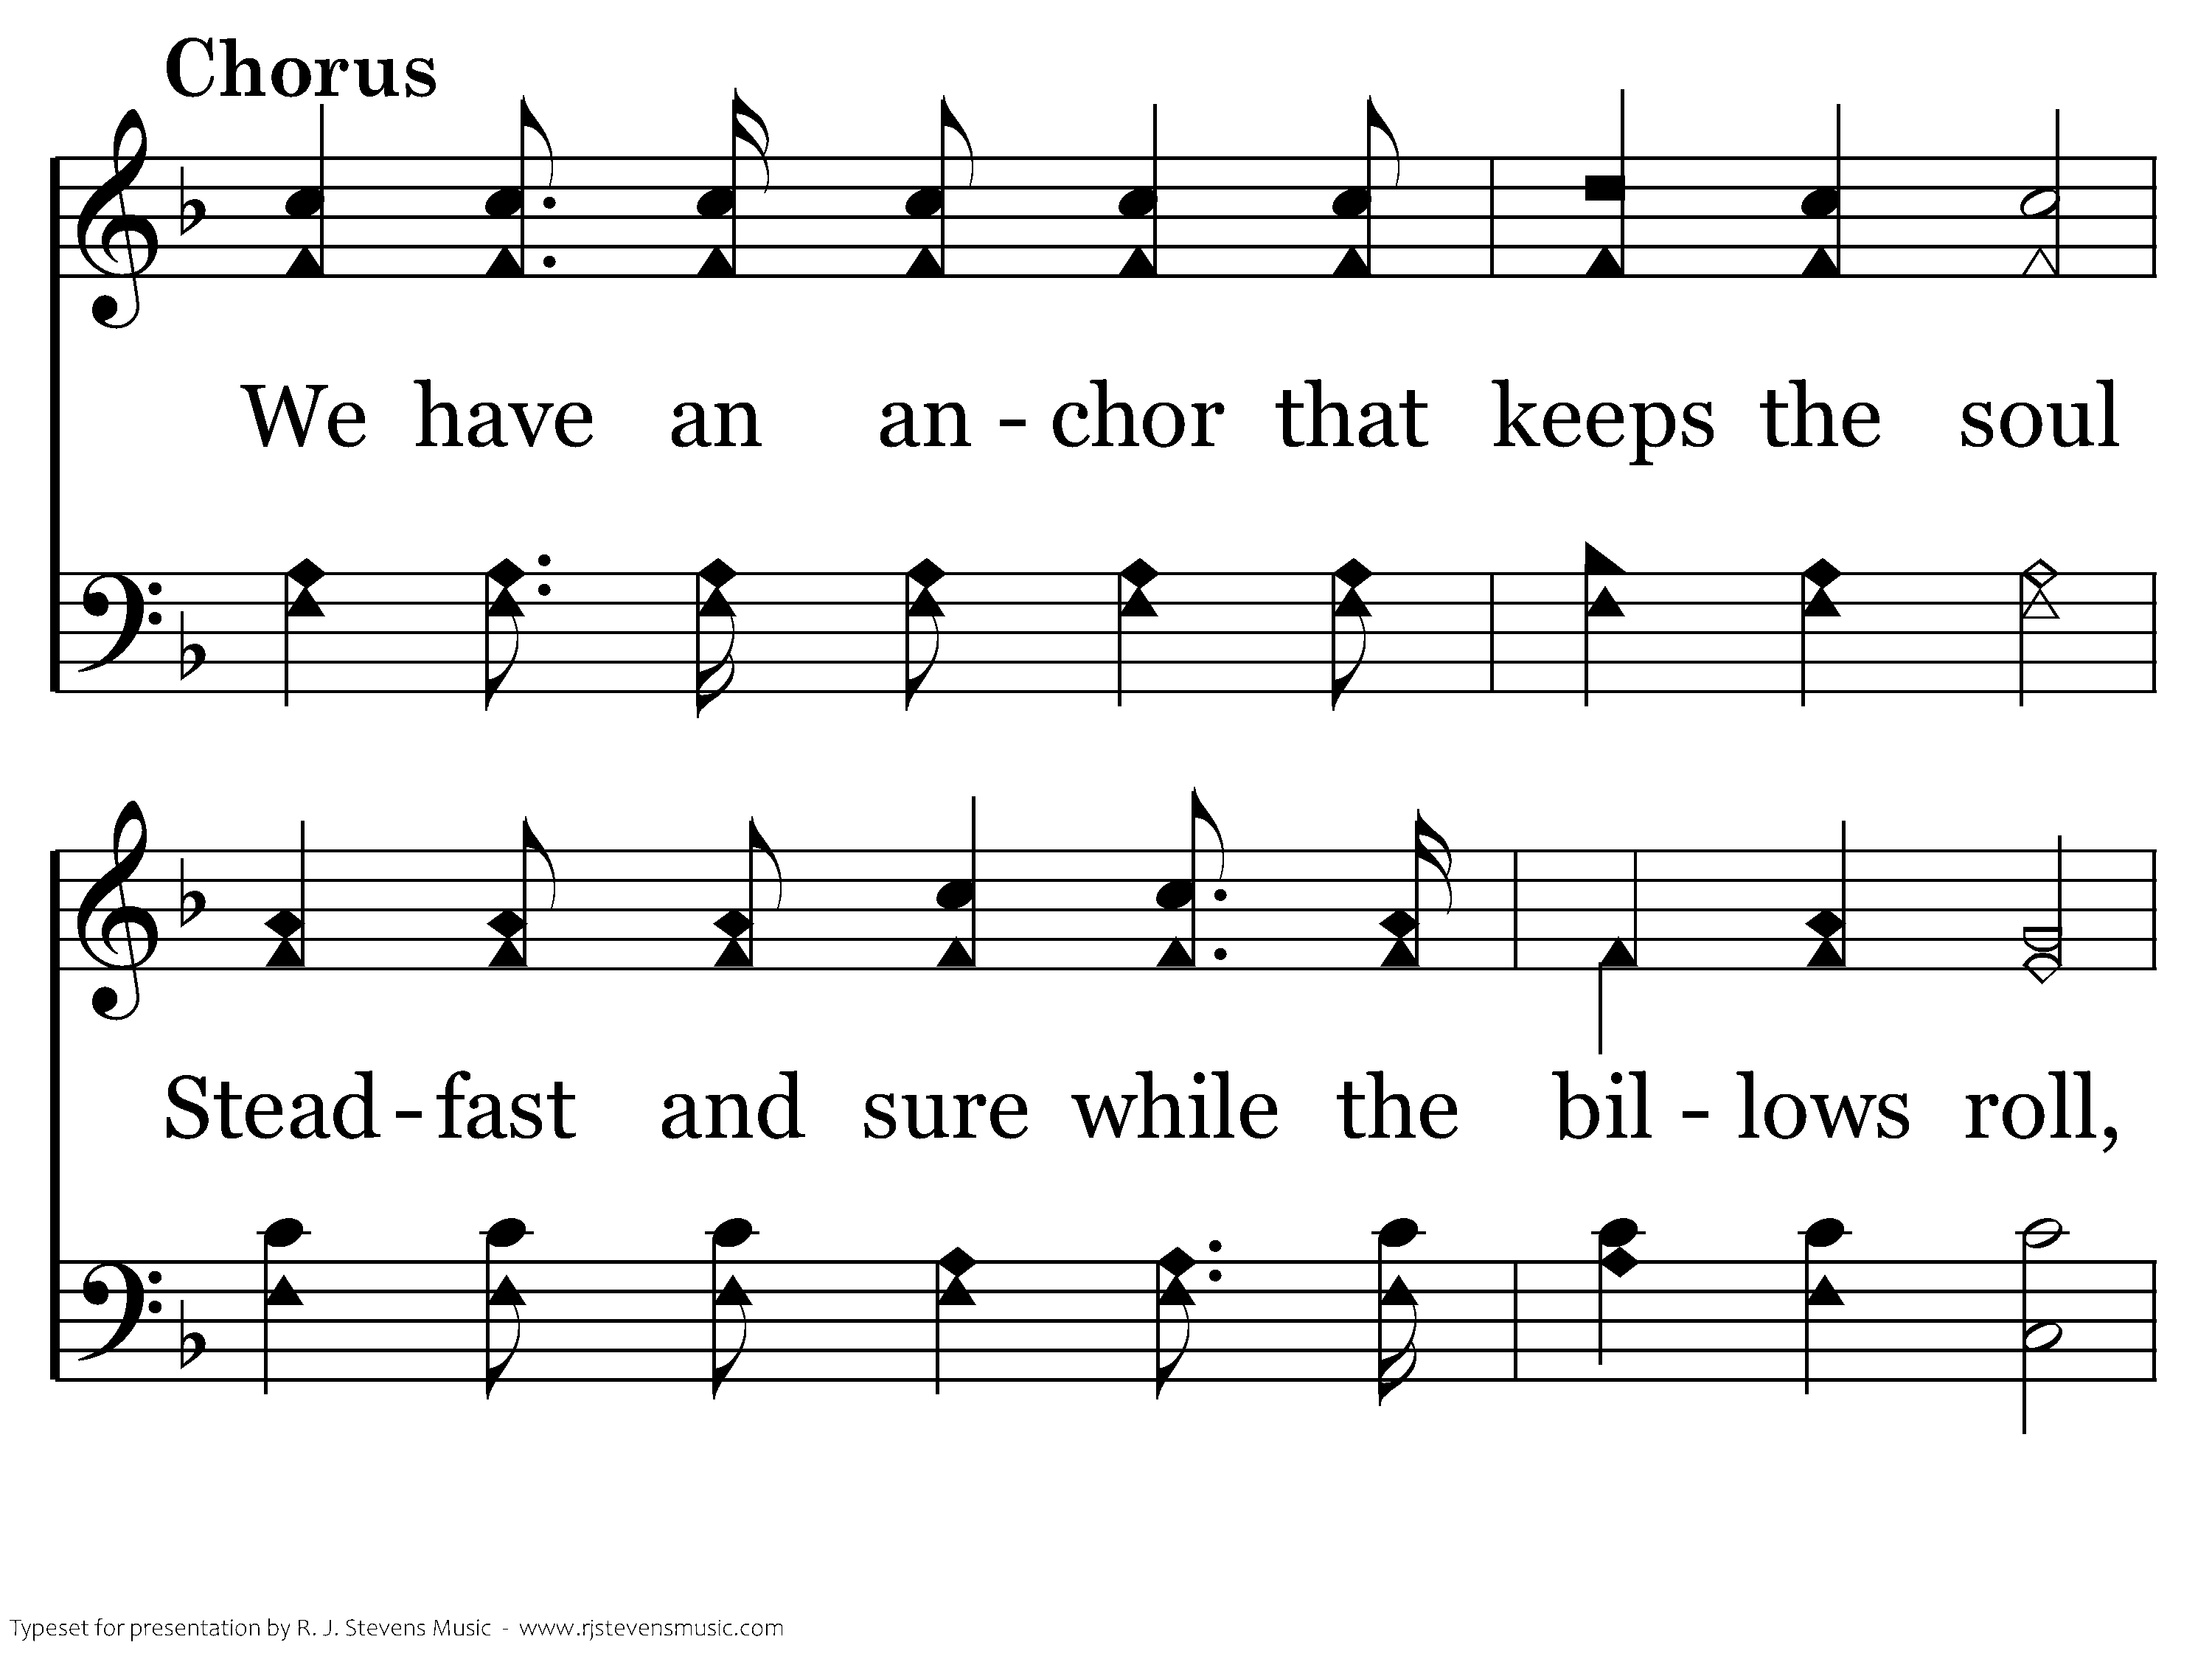 Chorus
We have an an - chor that keeps the soul
Stead - fast and sure while the bil - lows roll,
Typeset for presentation by R. J. Stevens Music - www.rjstevensmusic.com